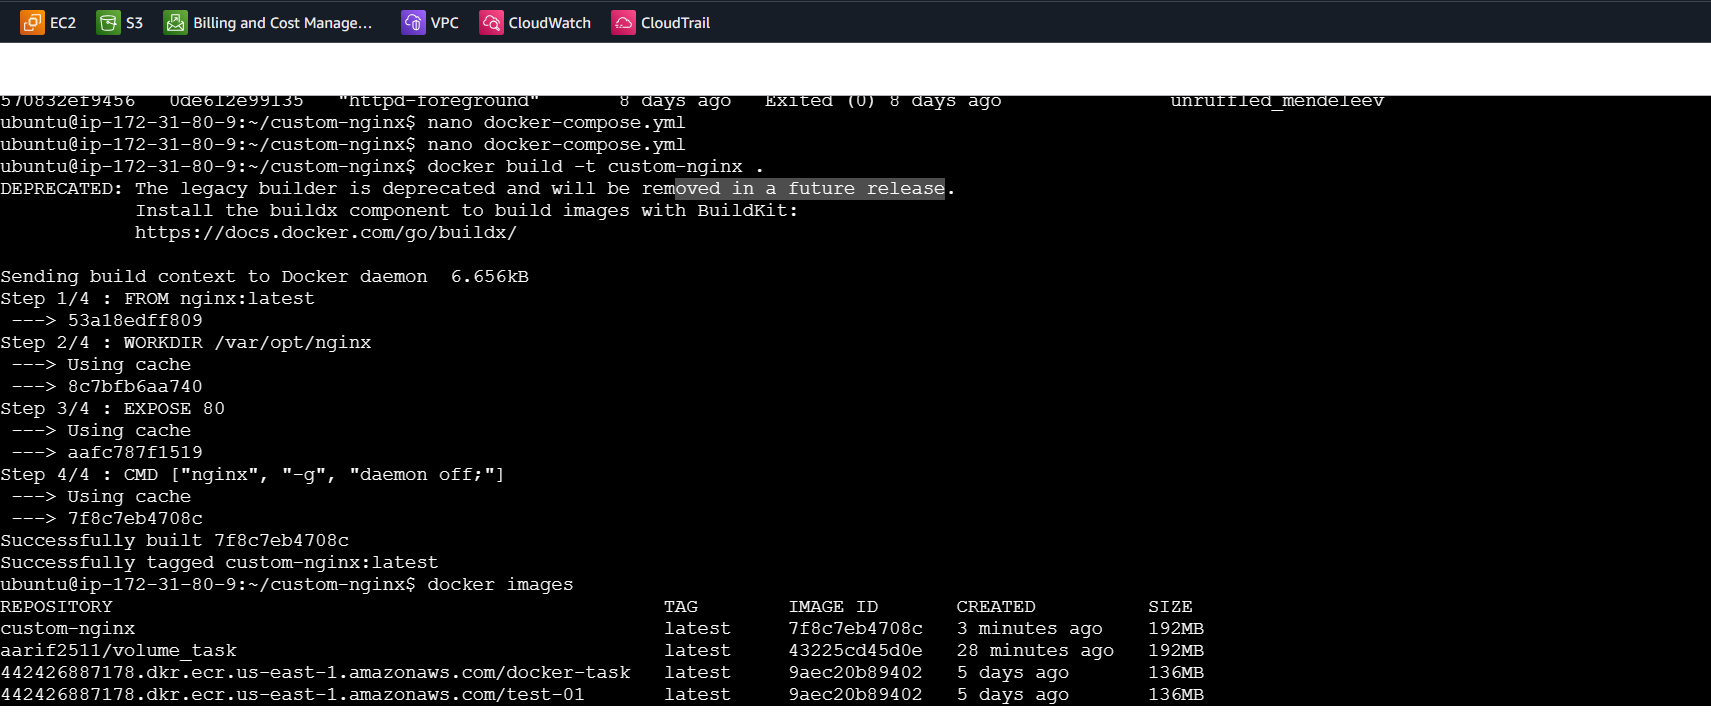 EC2 S3 Billing and Cost Manage... VPC CloudWatch CloudTrail
570832ef9456   0de612e99135   "httpd-foreground"       8 days ago   Exited (0) 8 days ago               unruffled_mendeleev
ubuntu@ip-172-31-80-9:~/custom-nginx$ nano docker-compose.yml
ubuntu@ip-172-31-80-9:~/custom-nginx$ nano docker-compose.yml
ubuntu@ip-172-31-80-9:~/custom-nginx$ docker build -t custom-nginx .
DEPRECATED: The legacy builder is deprecated and will be removed in a future release.
            Install the buildx component to build images with BuildKit:
            https://docs.docker.com/go/buildx/
Sending build context to Docker daemon  6.656kB
Step 1/4 : FROM nginx:latest
 ---> 53a18edff809
Step 2/4 : WORKDIR /var/opt/nginx
 ---> Using cache
 ---> 8c7bfb6aa740
Step 3/4 : EXPOSE 80
 ---> Using cache
 ---> aafc787f1519
Step 4/4 : CMD ["nginx", "-g", "daemon off;"]
 ---> Using cache
 ---> 7f8c7eb4708c
Successfully built 7f8c7eb4708c
Successfully tagged custom-nginx:latest
ubuntu@ip-172-31-80-9:~/custom-nginx$ docker images
REPOSITORY                                                 TAG        IMAGE ID       CREATED          SIZE
custom-nginx                                               latest     7f8c7eb4708c   3 minutes ago    192MB
aarif2511/volume_task                                      latest     43225cd45d0e   28 minutes ago   192MB
442426887178.dkr.ecr.us-east-1.amazonaws.com/docker-task   latest     9aec20b89402   5 days ago       136MB
442426887178.dkr.ecr.us-east-1.amazonaws.com/test-01       latest     9aec20b89402   5 days ago       136MB